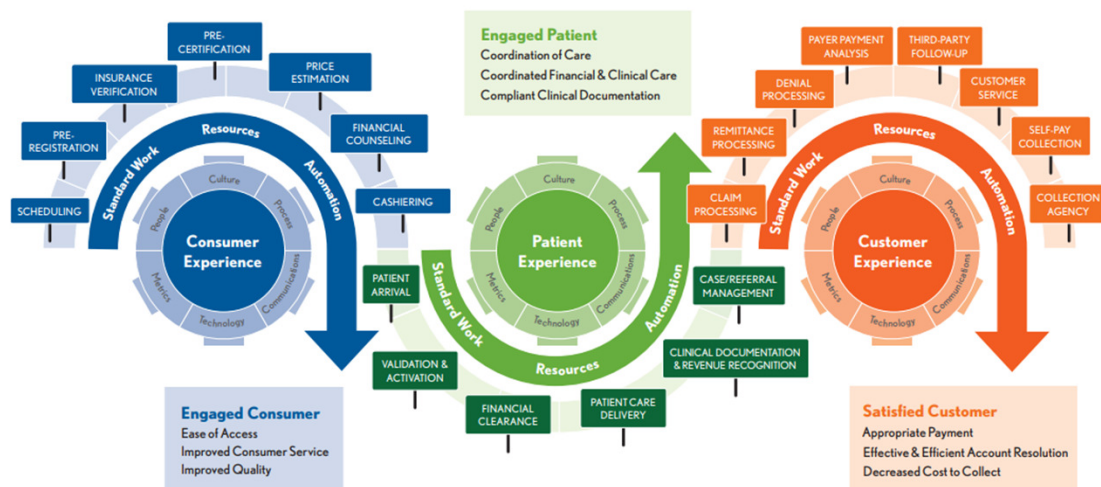 PRE-
CERTIFICATION
INSURANCE
VERIFICATION
PRICE
ESTIMATION
PRE-
REGISTRATION
FINANCIAL
COUNSELING
SCHEDULING
CASHIERING
Standard Work
Resources
Automation
Culture
People
Process
Metrics
Communications
Technology
Consumer
Experience
Engaged Consumer
Ease of Access
Improved Consumer Service
Improved Quality
Engaged Patient
Coordination of Care
Coordinated Financial & Clinical Care
Compliant Clinical Documentation
Culture
People
Process
Metrics
Communications
Technology
Patient
Experience
Standard Work
Resources
Automation
PATIENT
ARRIVAL
VALIDATION &
ACTIVATION
FINANCIAL
CLEARANCE
PATIENT CARE
DELIVERY
CLINICAL DOCUMENTATION
& REVENUE RECOGNITION
CASE/REFERRAL
MANAGEMENT
CLAIM
PROCESSING
REMITTANCE
PROCESSING
DENIAL
PROCESSING
PAYER PAYMENT
ANALYSIS
THIRD-PARTY
FOLLOW-UP
CUSTOMER
SERVICE
SELF-PAY
COLLECTION
COLLECTION
AGENCY
Standard Work
Resources
Automation
Culture
People
Process
Metrics
Communications
Technology
Customer
Experience
Satisfied Customer
Appropriate Payment
Effective & Efficient Account Resolution
Decreased Cost to Collect